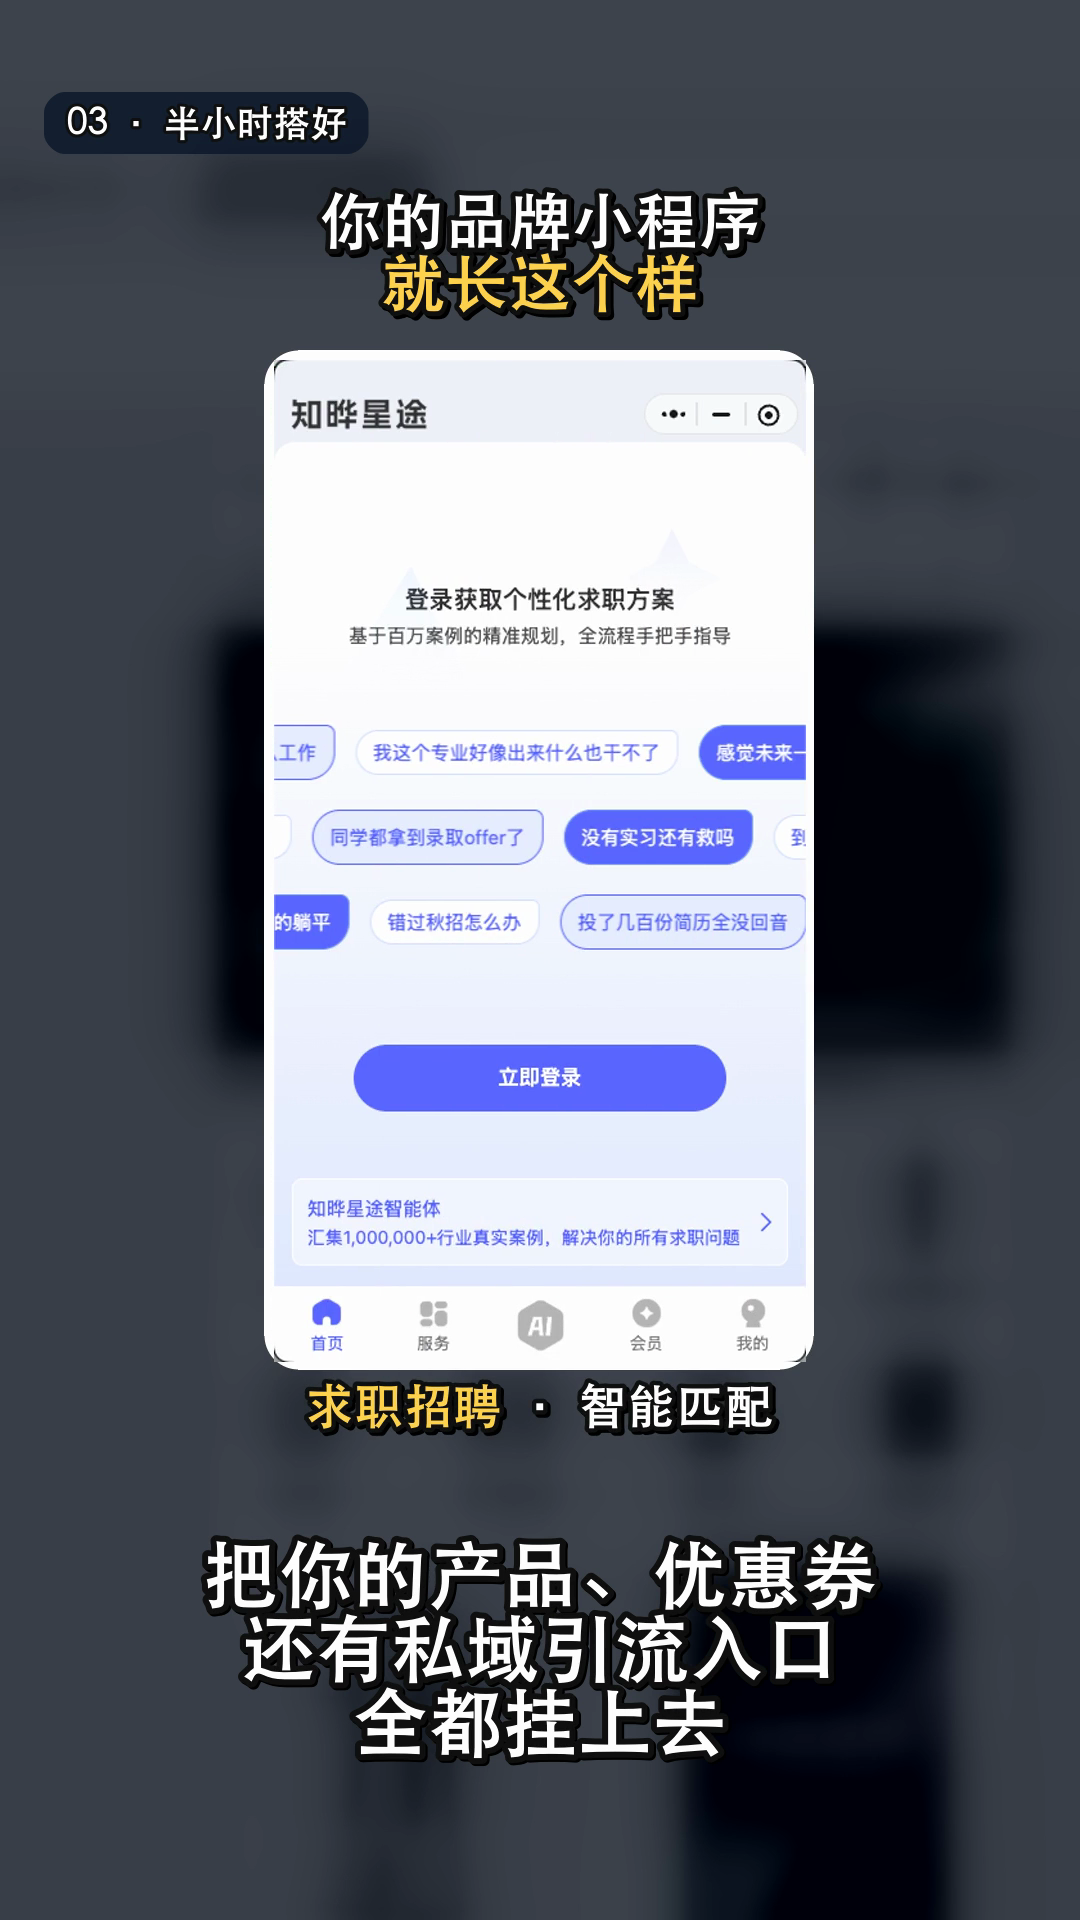 03 · 半小时搭好
你的品牌小程序
就长这个样
知晔星途
登录获取个性化求职方案
基于百万案例的精准规划，全流程手把手指导
工作 我这个专业好像出来什么也干不了 感觉未来一
同学都拿到录取offer了 没有实习还有救吗 到
的躺平 错过秋招怎么办 投了几百份简历全没回音
立即登录
知晔星途智能体
汇集1,000,000+行业真实案例，解决你的所有求职问题
AI
首页 服务 会员 我的
求职招聘 · 智能匹配
把你的产品、优惠券
还有私域引流入口
全都挂上去